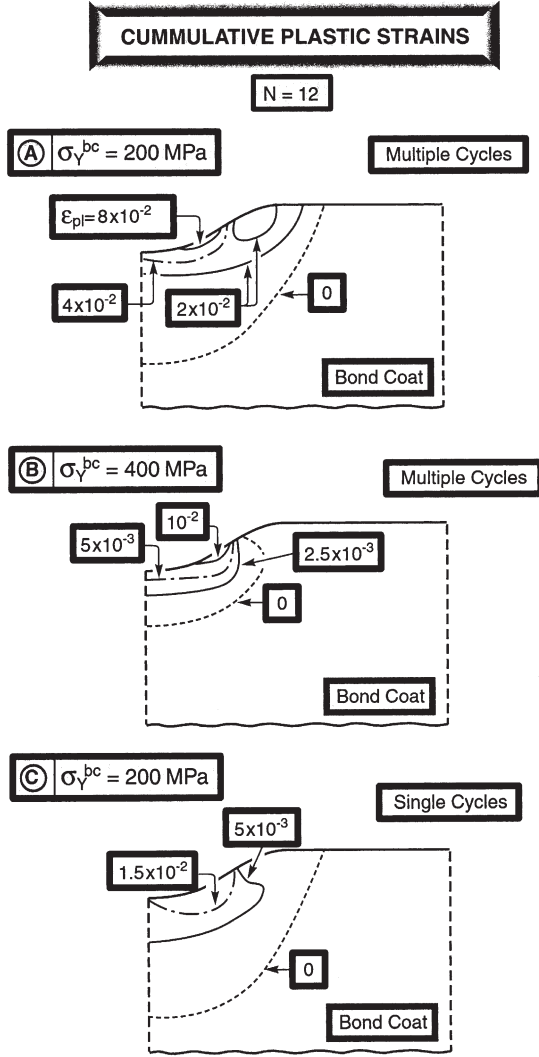 CUMMULATIVE PLASTIC STRAINS
N = 12
A σY^bc = 200 MPa
Multiple Cycles
εpl=8x10^-2
4x10^-2
2x10^-2
0
Bond Coat
B σY^bc = 400 MPa
Multiple Cycles
10^-2
5x10^-3
2.5x10^-3
0
Bond Coat
C σY^bc = 200 MPa
Single Cycles
5x10^-3
1.5x10^-2
0
Bond Coat